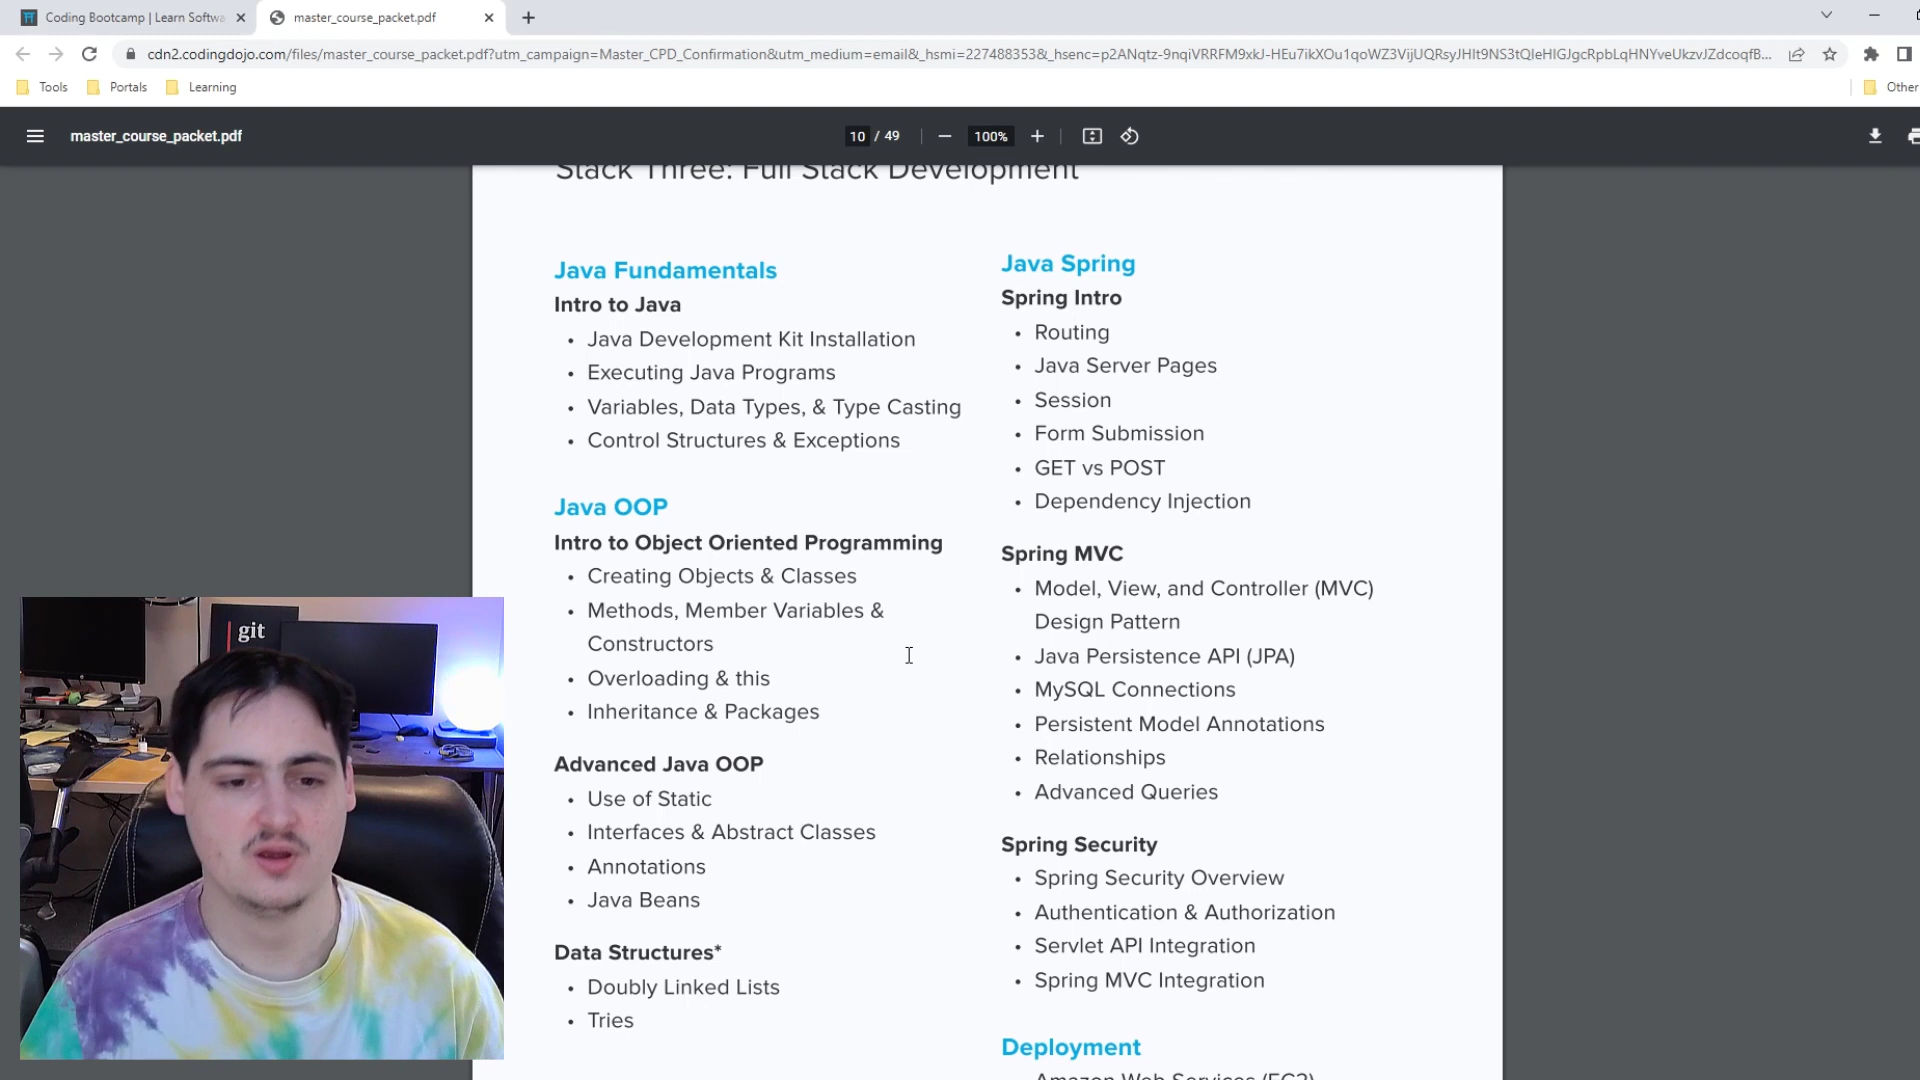 Coding Bootcamp | Learn Softwa
master_course_packet.pdf
cdn2.codingdojo.com/files/master_course_packet.pdf?utm_campaign=Master_CPD_Confirmation&utm_medium=email&_hsmi=227488353&_hsenc=p2ANqtz-9nqiVRRFM9xkJ-HEu7ikXOu1qoWZ3VijUQRsyJHIt9NS3tQIeHIGJgcRpbLqHNYveUkzvJZdcoqfB...
Tools
Portals
Learning
Other
master_course_packet.pdf
10 / 49
100%
Stack Three: Full Stack Development
Java Fundamentals
Intro to Java
• Java Development Kit Installation
• Executing Java Programs
• Variables, Data Types, & Type Casting
• Control Structures & Exceptions
Java OOP
Intro to Object Oriented Programming
• Creating Objects & Classes
• Methods, Member Variables &
Constructors
• Overloading & this
• Inheritance & Packages
Advanced Java OOP
• Use of Static
• Interfaces & Abstract Classes
• Annotations
• Java Beans
Data Structures*
• Doubly Linked Lists
• Tries
Java Spring
Spring Intro
• Routing
• Java Server Pages
• Session
• Form Submission
• GET vs POST
• Dependency Injection
Spring MVC
• Model, View, and Controller (MVC)
Design Pattern
• Java Persistence API (JPA)
• MySQL Connections
• Persistent Model Annotations
• Relationships
• Advanced Queries
Spring Security
• Spring Security Overview
• Authentication & Authorization
• Servlet API Integration
• Spring MVC Integration
Deployment
Amazon Web Services (EC2)
git